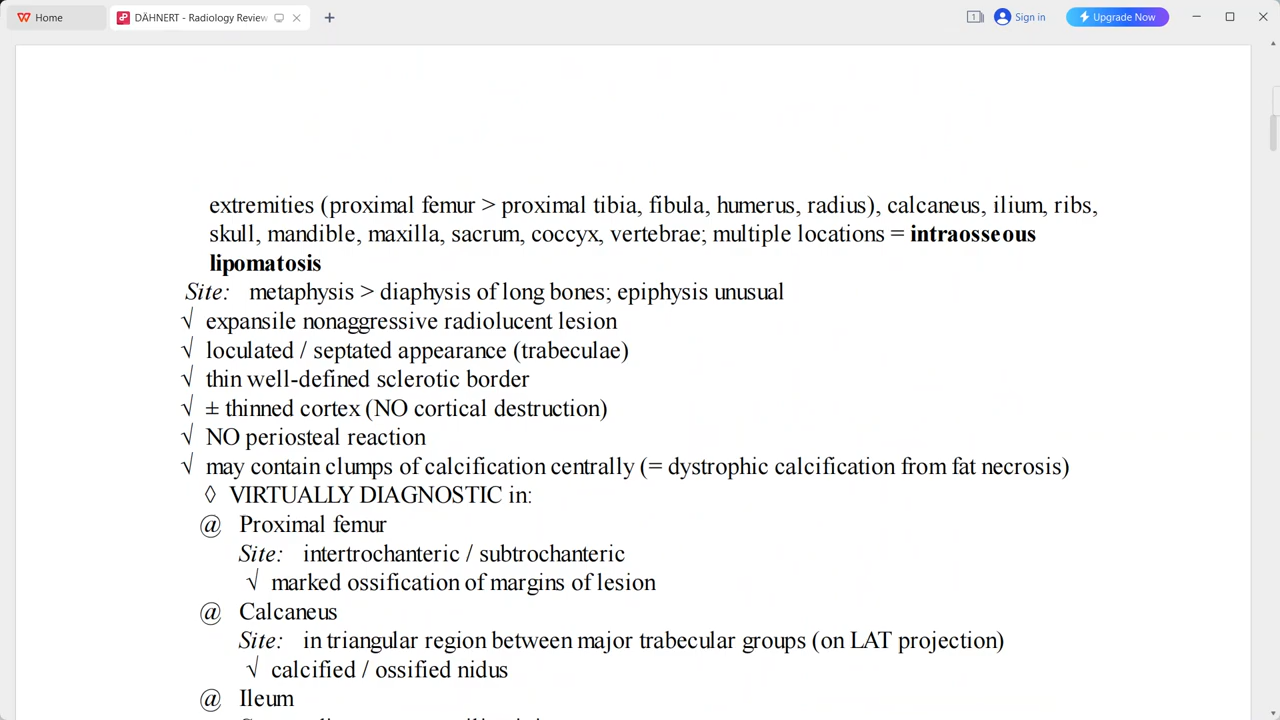 Home
DÄHNERT - Radiology Review
1
Sign in
Upgrade Now
extremities (proximal femur > proximal tibia, fibula, humerus, radius), calcaneus, ilium, ribs,
skull, mandible, maxilla, sacrum, coccyx, vertebrae; multiple locations = intraosseous
lipomatosis
Site: metaphysis > diaphysis of long bones; epiphysis unusual
√ expansile nonaggressive radiolucent lesion
√ loculated / septated appearance (trabeculae)
√ thin well-defined sclerotic border
√ ± thinned cortex (NO cortical destruction)
√ NO periosteal reaction
√ may contain clumps of calcification centrally (= dystrophic calcification from fat necrosis)
◊ VIRTUALLY DIAGNOSTIC in:
@ Proximal femur
Site: intertrochanteric / subtrochanteric
√ marked ossification of margins of lesion
@ Calcaneus
Site: in triangular region between major trabecular groups (on LAT projection)
√ calcified / ossified nidus
@ Ileum